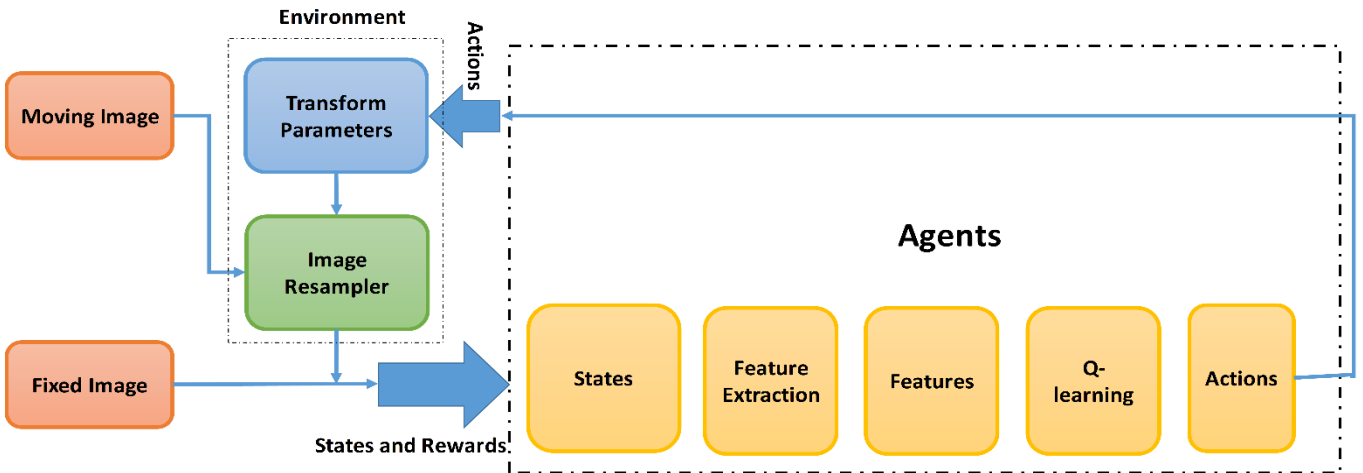 Environment
Actions
Moving Image
Transform
Parameters
Agents
Image
Resampler
Fixed Image
States and Rewards
States
Feature
Extraction
Features
Q-
learning
Actions